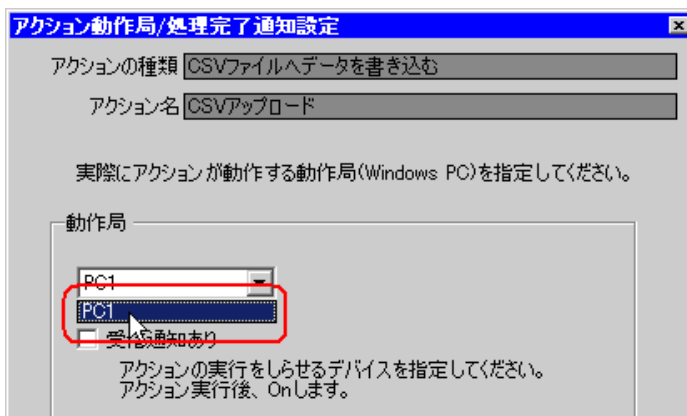 アクション動作局/処理完了通知設定
アクションの種類 CSVファイルへデータを書き込む
アクション名 CSVアップロード
実際にアクションが動作する動作局(Windows PC)を指定してください。
動作局
PC1
PC1
受信通知あり
アクションの実行をしらせるデバイスを指定してください。
アクション実行後、Onします。